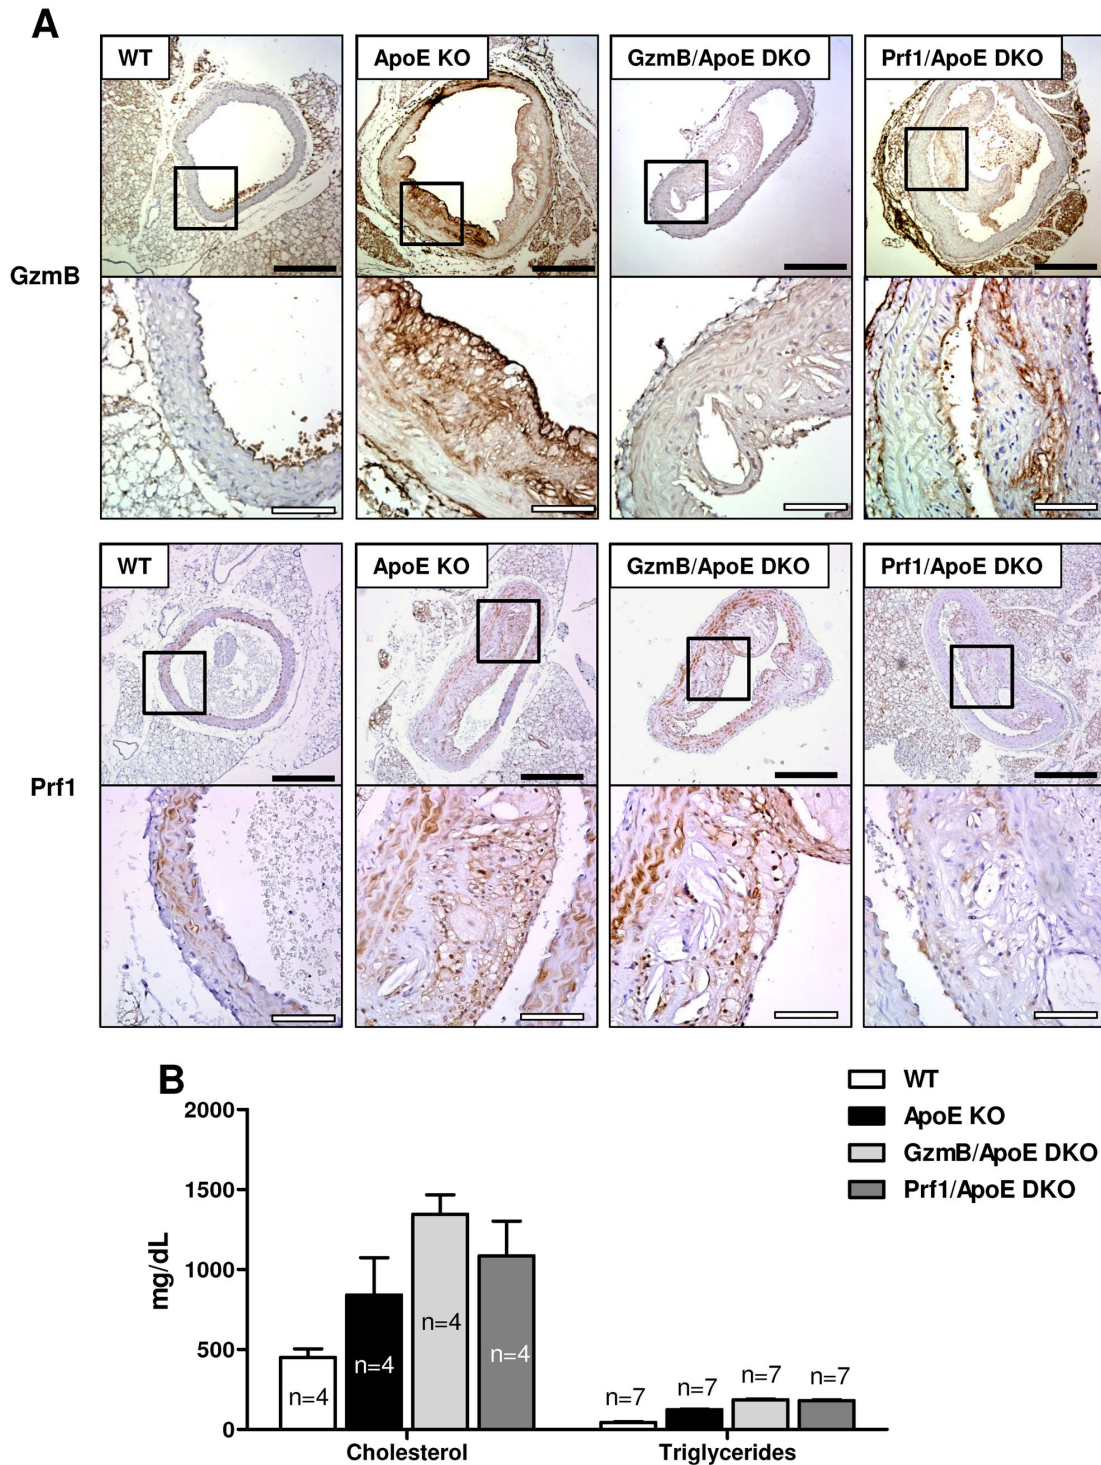 A
WT
ApoE KO
GzmB/ApoE DKO
Prf1/ApoE DKO
GzmB
WT
ApoE KO
GzmB/ApoE DKO
Prf1/ApoE DKO
Prf1
B
WT
ApoE KO
GzmB/ApoE DKO
Prf1/ApoE DKO
2000
1500
1000
500
0
mg/dL
n=4
n=4
n=4
n=4
n=7
n=7
n=7
n=7
Cholesterol
Triglycerides